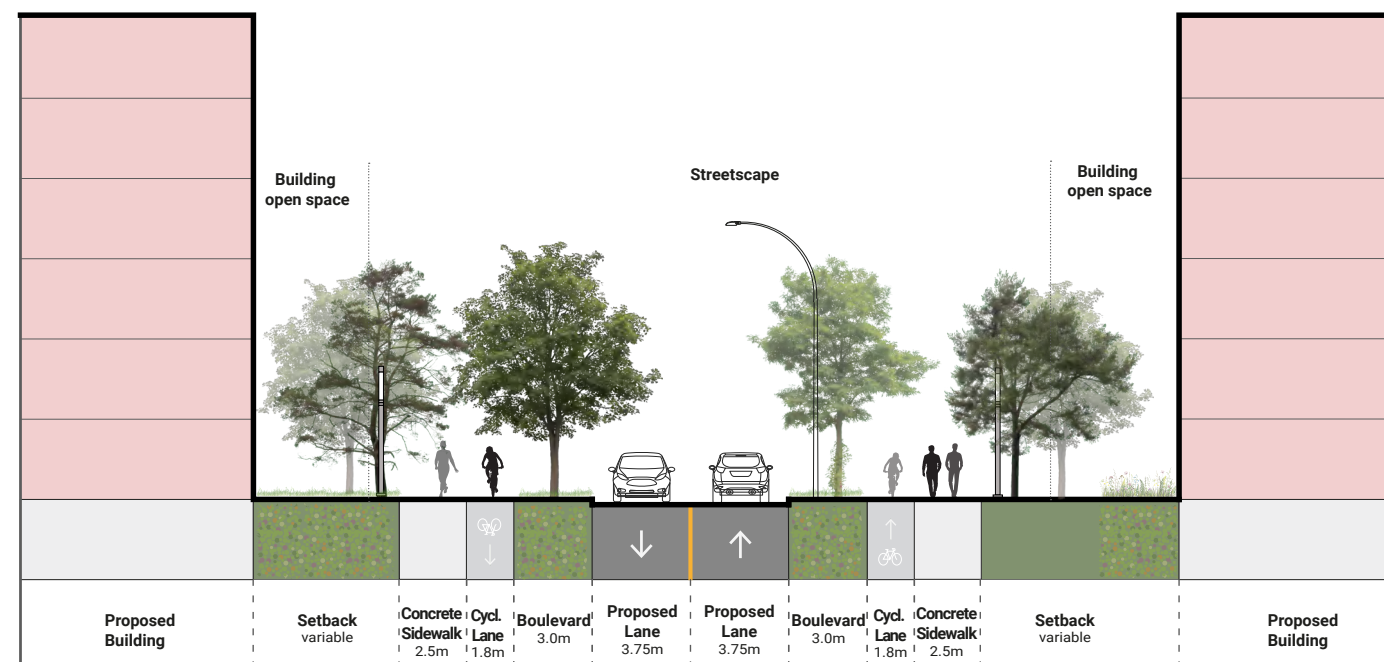 Building
open space
Streetscape
Building
open space
Proposed
Building
Setback
variable
Concrete
Sidewalk
2.5m
Cycl.
Lane
1.8m
Boulevard
3.0m
Proposed
Lane
3.75m
Proposed
Lane
3.75m
Boulevard
3.0m
Cycl.
Lane
1.8m
Concrete
Sidewalk
2.5m
Setback
variable
Proposed
Building